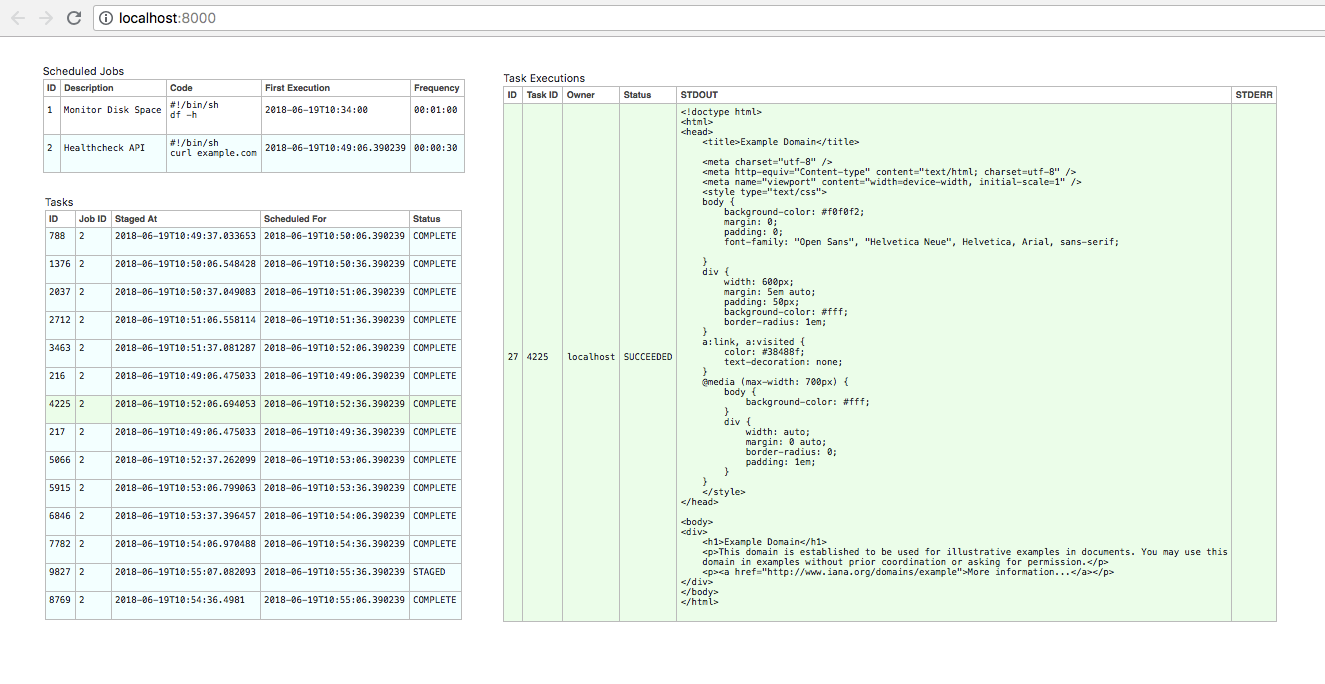 localhost:8000
Scheduled Jobs
ID Description Code First Execution Frequency
1 Monitor Disk Space #!/bin/sh 2018-06-19T10:34:00 00:01:00
df -h
2 Healthcheck API #!/bin/sh 2018-06-19T10:49:06.390239 00:00:30
curl example.com
Tasks
ID Job ID Staged At Scheduled For Status
788 2 2018-06-19T10:49:37.033653 2018-06-19T10:50:06.390239 COMPLETE
1376 2 2018-06-19T10:50:06.548428 2018-06-19T10:50:36.390239 COMPLETE
2037 2 2018-06-19T10:50:37.049083 2018-06-19T10:51:06.390239 COMPLETE
2712 2 2018-06-19T10:51:06.558114 2018-06-19T10:51:36.390239 COMPLETE
3463 2 2018-06-19T10:51:37.081287 2018-06-19T10:52:06.390239 COMPLETE
216 2 2018-06-19T10:49:06.475033 2018-06-19T10:49:06.390239 COMPLETE
4225 2 2018-06-19T10:52:06.694053 2018-06-19T10:52:36.390239 COMPLETE
217 2 2018-06-19T10:49:06.475033 2018-06-19T10:49:36.390239 COMPLETE
5066 2 2018-06-19T10:52:37.262099 2018-06-19T10:53:06.390239 COMPLETE
5915 2 2018-06-19T10:53:06.799063 2018-06-19T10:53:36.390239 COMPLETE
6846 2 2018-06-19T10:53:37.396457 2018-06-19T10:54:06.390239 COMPLETE
7782 2 2018-06-19T10:54:06.970488 2018-06-19T10:54:36.390239 COMPLETE
9827 2 2018-06-19T10:55:07.082093 2018-06-19T10:55:36.390239 STAGED
8769 2 2018-06-19T10:54:36.4981 2018-06-19T10:55:06.390239 COMPLETE
Task Executions
ID Task ID Owner Status STDOUT STDERR
27 4225 localhost SUCCEEDED
<!doctype html>
<html>
<head>
    <title>Example Domain</title>
    <meta charset="utf-8" />
    <meta http-equiv="Content-type" content="text/html; charset=utf-8" />
    <meta name="viewport" content="width=device-width, initial-scale=1" />
    <style type="text/css">
    body {
        background-color: #f0f0f2;
        margin: 0;
        padding: 0;
        font-family: "Open Sans", "Helvetica Neue", Helvetica, Arial, sans-serif;
    }
    div {
        width: 600px;
        margin: 5em auto;
        padding: 50px;
        background-color: #fff;
        border-radius: 1em;
    }
    a:link, a:visited {
        color: #38488f;
        text-decoration: none;
    }
    @media (max-width: 700px) {
        body {
            background-color: #fff;
        }
        div {
            width: auto;
            margin: 0 auto;
            border-radius: 0;
            padding: 1em;
        }
    }
    </style>
</head>
<body>
<div>
    <h1>Example Domain</h1>
    <p>This domain is established to be used for illustrative examples in documents. You may use this
    domain in examples without prior coordination or asking for permission.</p>
    <p><a href="http://www.iana.org/domains/example">More information...</a></p>
</div>
</body>
</html>